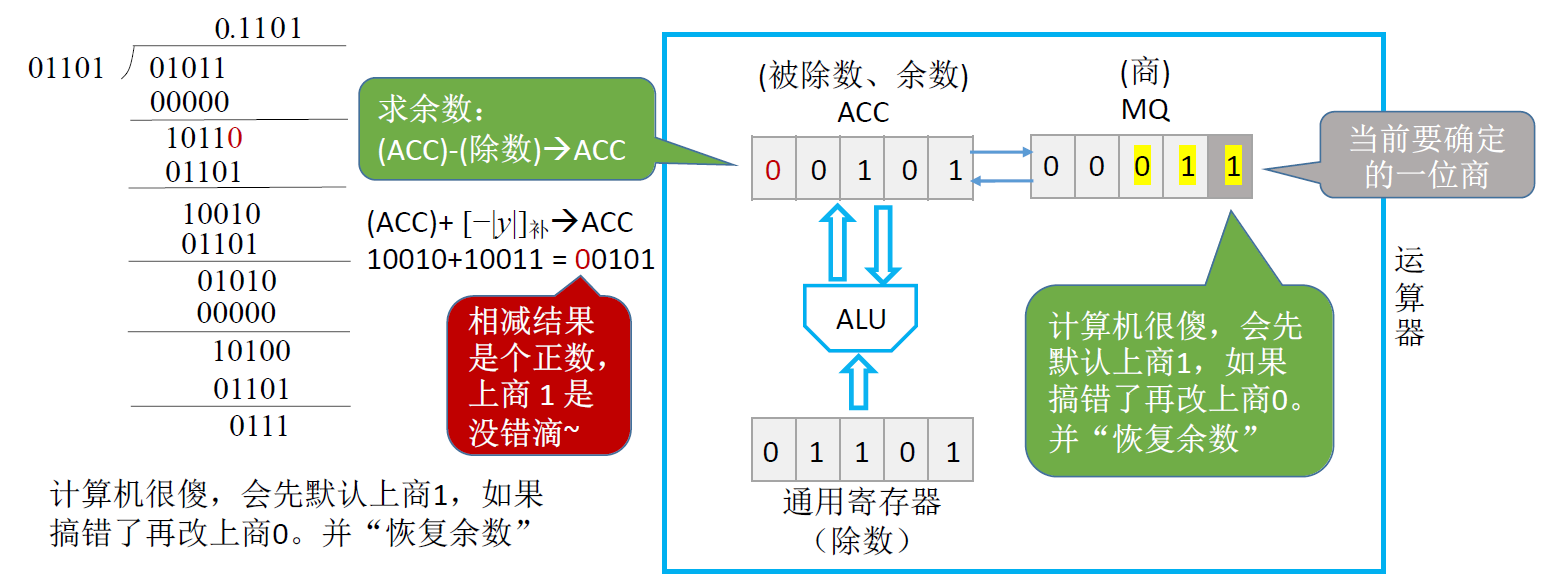 0.1101
01101
01011
00000
10110
01101
10010
01101
01010
00000
10100
01101
0111
计算机很傻，会先默认上商1，如果
搞错了再改上商0。并“恢复余数”
求余数：
(ACC)-(除数)→ACC
(ACC)+ [−|y|]补→ACC
10010+10011 = 00101
相减结果
是个正数，
上商 1 是
没错滴~
(被除数、余数)
ACC
0 0 1 0 1
(商)
MQ
0 0 0 1 1
当前要确定
的一位商
ALU
0 1 1 0 1
通用寄存器
（除数）
计算机很傻，会先
默认上商1，如果
搞错了再改上商0。
并“恢复余数”
运
算
器